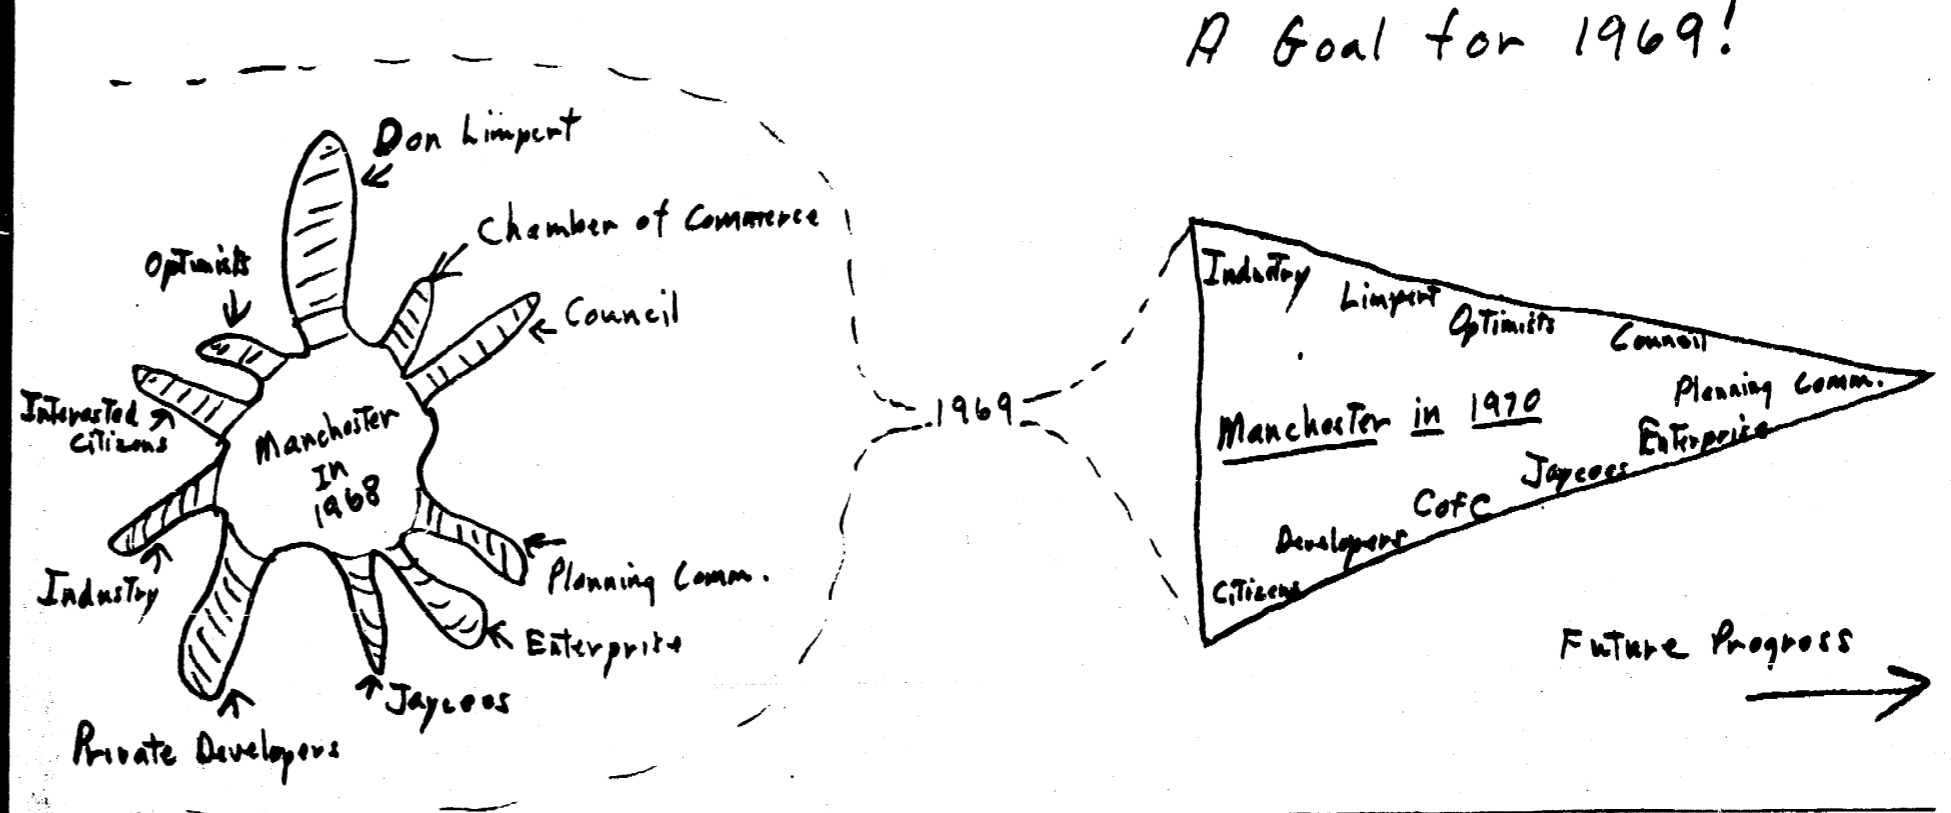 A Goal for 1969!
Don Limpert
Chamber of Commerce
Optimists
Council
Interested
Citizens
Manchester
In
1968
Industry
Planning Comm.
Enterprise
Jaycees
Private Developers
1969
Industry
Limpert
Optimists
Council
Planning Comm.
Manchester in 1970
Enterprise
Jaycees
C of C
Developers
Citizens
Future Progress